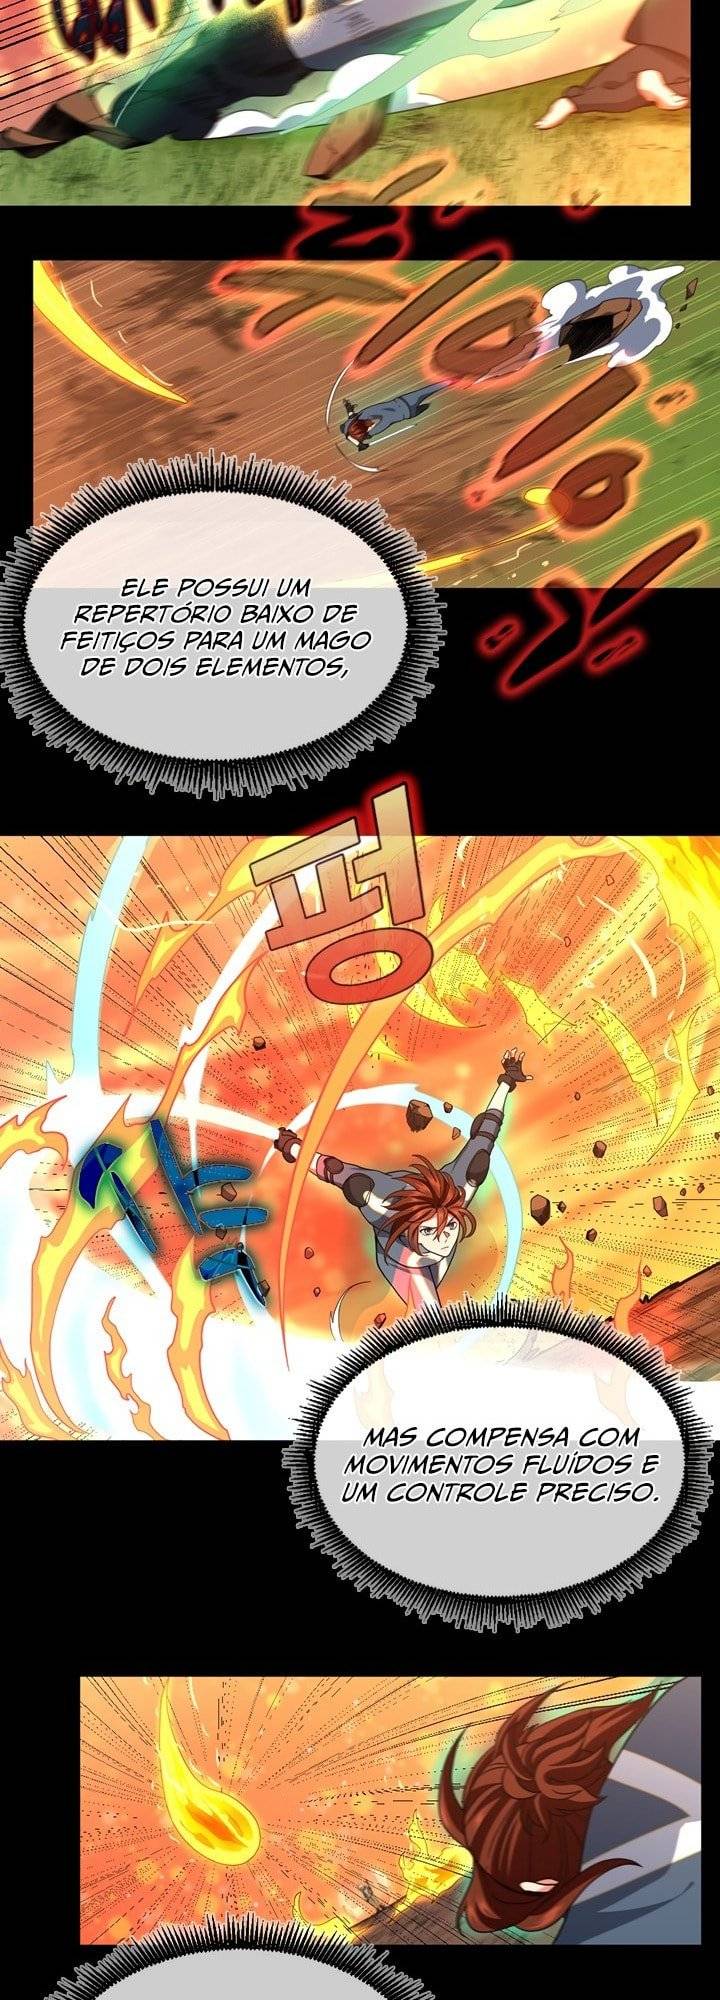 ELE POSSUI UM
REPERTÓRIO BAIXO DE
FEITIÇOS PARA UM MAGO
DE DOIS ELEMENTOS,
펑
MAS COMPENSA COM
MOVIMENTOS FLUÍDOS E
UM CONTROLE PRECISO.